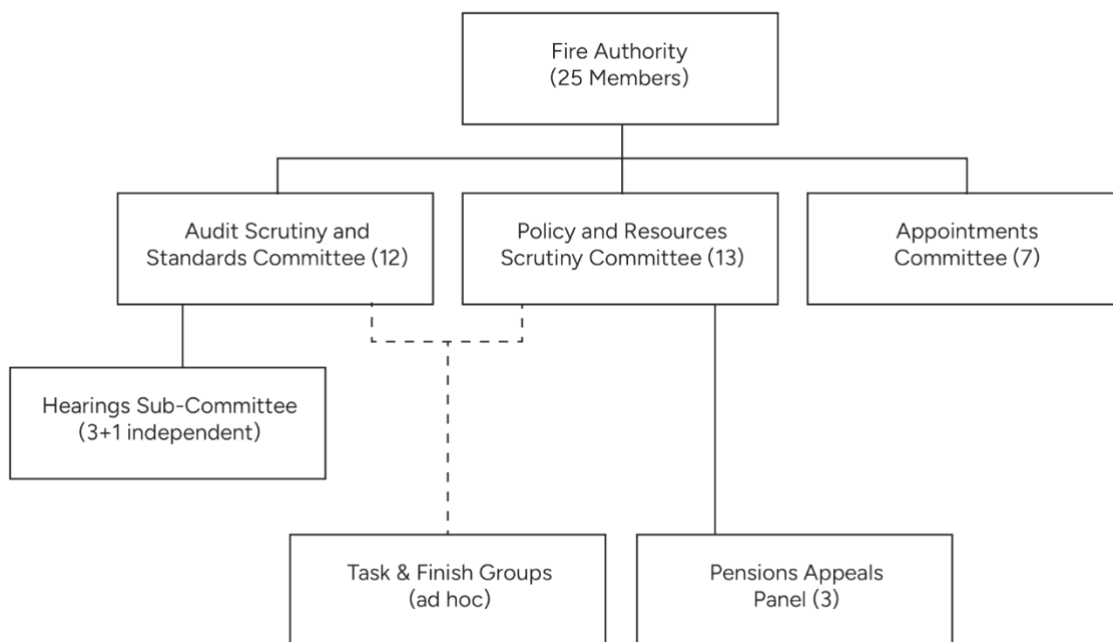 Fire Authority
(25 Members)
Audit Scrutiny and
Standards Committee (12)
Policy and Resources
Scrutiny Committee (13)
Appointments
Committee (7)
Hearings Sub-Committee
(3+1 independent)
Task & Finish Groups
(ad hoc)
Pensions Appeals
Panel (3)